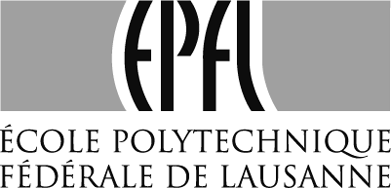 EPFL
ÉCOLE POLYTECHNIQUE
FÉDÉRALE DE LAUSANNE